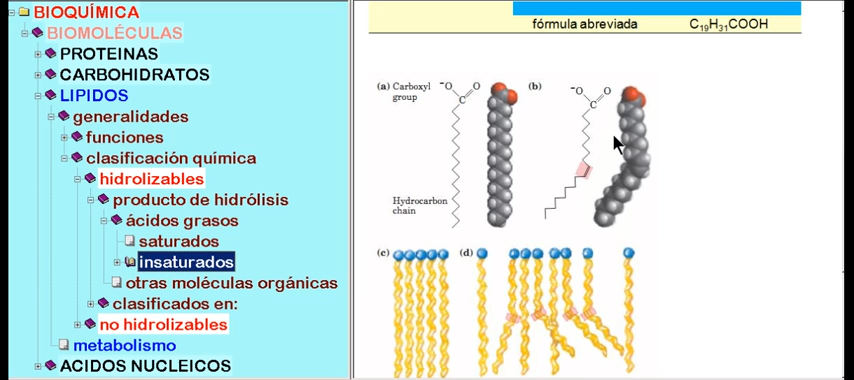 BIOQUÍMICA
BIOMOLÉCULAS
PROTEINAS
CARBOHIDRATOS
LIPIDOS
generalidades
funciones
clasificación química
hidrolizables
producto de hidrólisis
ácidos grasos
saturados
insaturados
otras moléculas orgánicas
clasificados en:
no hidrolizables
metabolismo
ACIDOS NUCLEICOS
fórmula abreviada C19H31COOH
(a) Carboxyl group
⁻O O
C
(b)
⁻O O
C
Hydrocarbon chain
(c) (d)